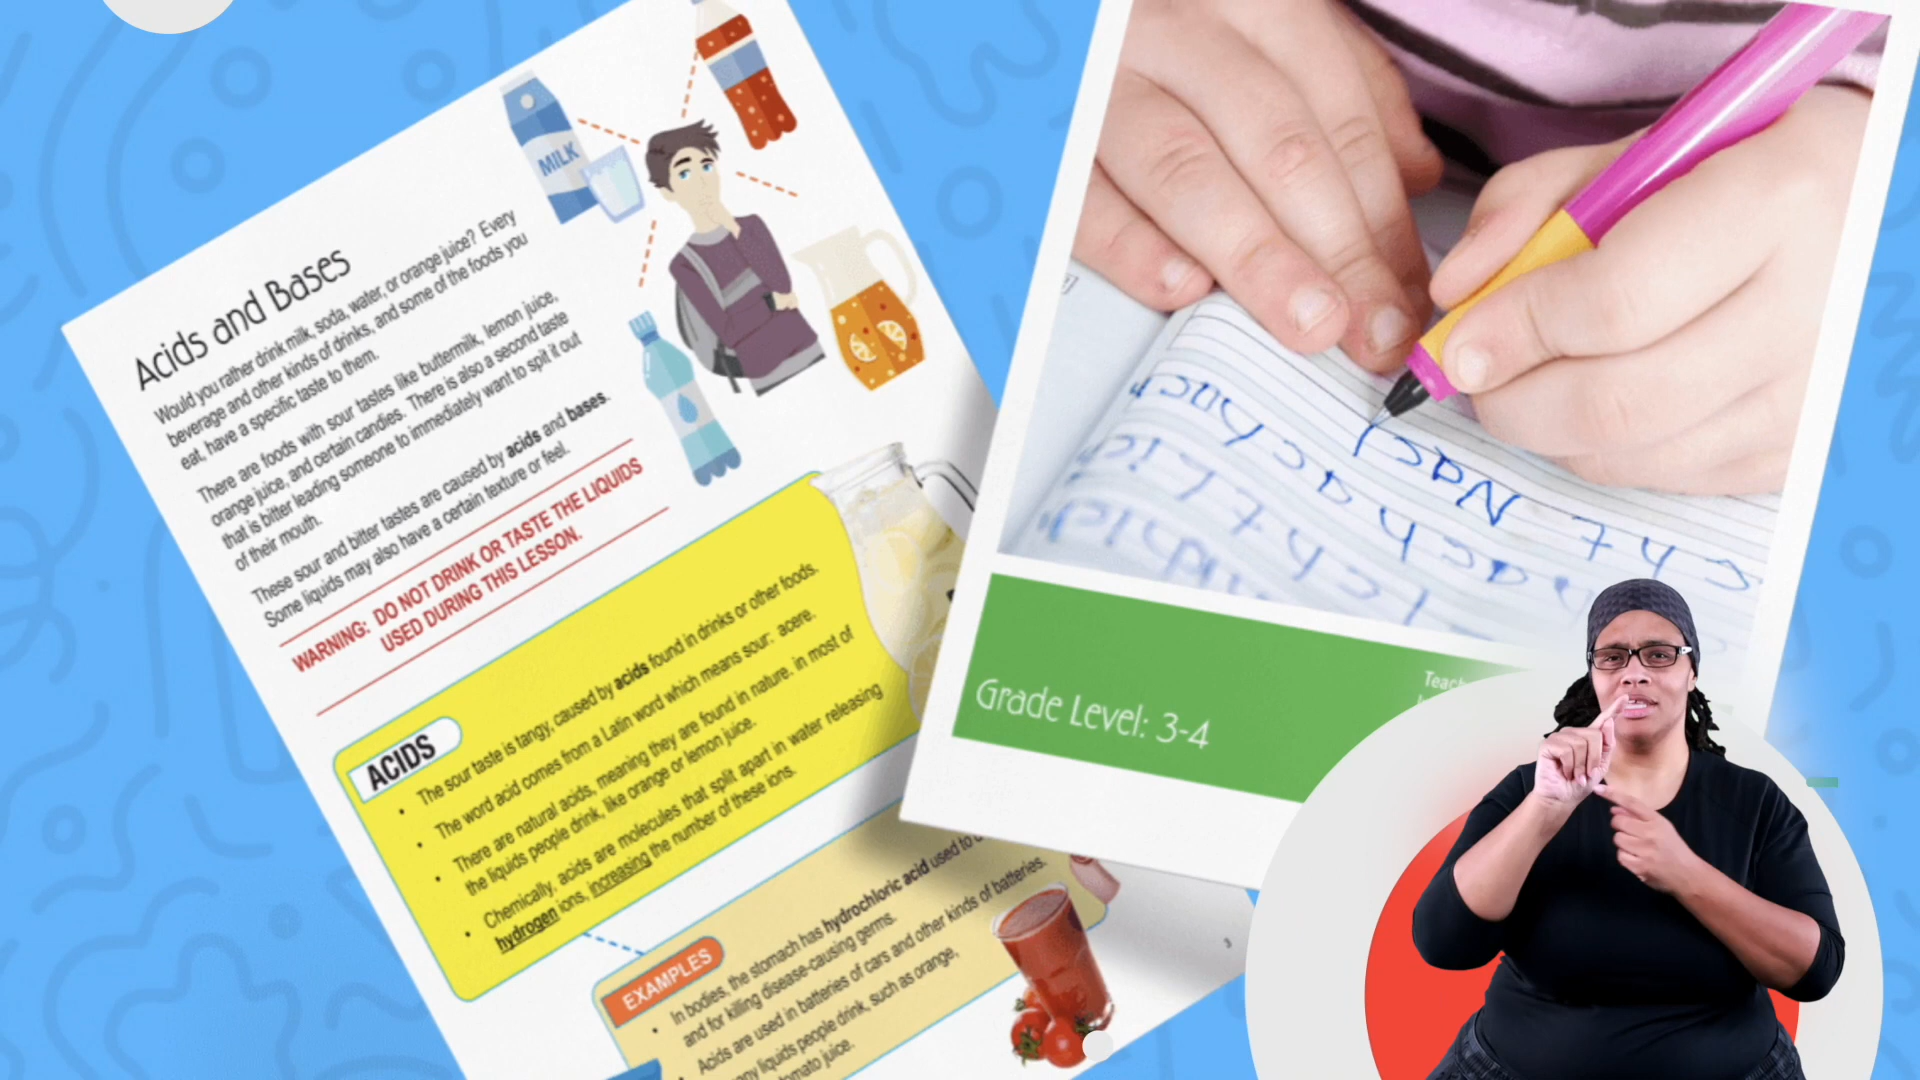 MILK
Acids and Bases
Would you rather drink milk, soda, water, or orange juice? Every
beverage and other kinds of drinks, and some of the foods you
eat, have a specific taste to them.
There are foods with sour tastes like buttermilk, lemon juice,
orange juice, and certain candies. There is also a second taste
that is bitter leading someone to immediately want to spit it out
of their mouth.
These sour and bitter tastes are caused by acids and bases.
Some liquids may also have a certain texture or feel.
WARNING: DO NOT DRINK OR TASTE THE LIQUIDS
USED DURING THIS LESSON.
ACIDS
• The sour taste is tangy, caused by acids found in drinks or other foods.
• The word acid comes from a Latin word which means sour: acere.
• There are natural acids, meaning they are found in nature. in most of
the liquids people drink, like orange or lemon juice.
• Chemically, acids are molecules that split apart in water releasing
hydrogen ions, increasing the number of these ions.
EXAMPLES
• In bodies, the stomach has hydrochloric acid used to
and for killing disease-causing germs.
• Acids are used in batteries of cars and other kinds of batteries.
many liquids people drink, such as orange,
tomato juice.
3
Grade Level: 3-4